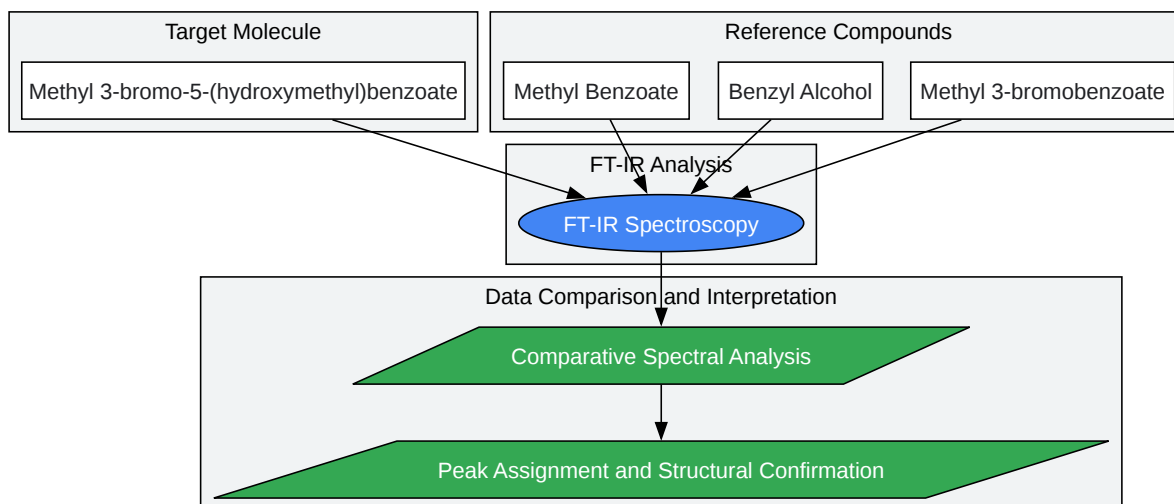 Target Molecule
Reference Compounds
Methyl 3-bromo-5-(hydroxymethyl)benzoate
Methyl Benzoate
Benzyl Alcohol
Methyl 3-bromobenzoate
FT-IR Analysis
FT-IR Spectroscopy
Data Comparison and Interpretation
Comparative Spectral Analysis
Peak Assignment and Structural Confirmation